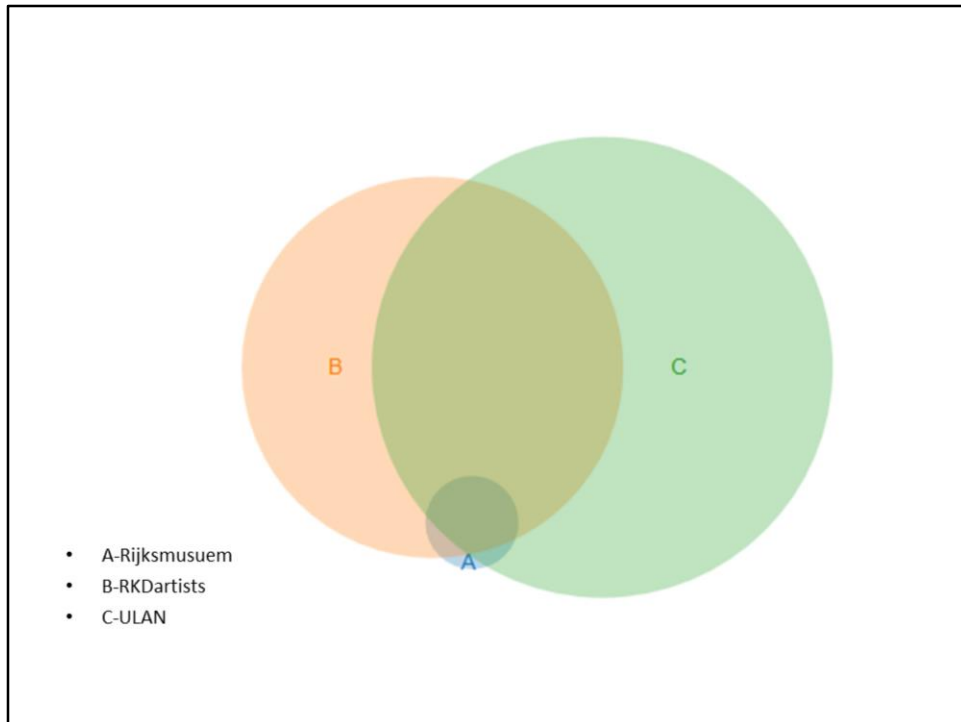 B
C
A
• A-Rijksmusuem
• B-RKDartists
• C-ULAN